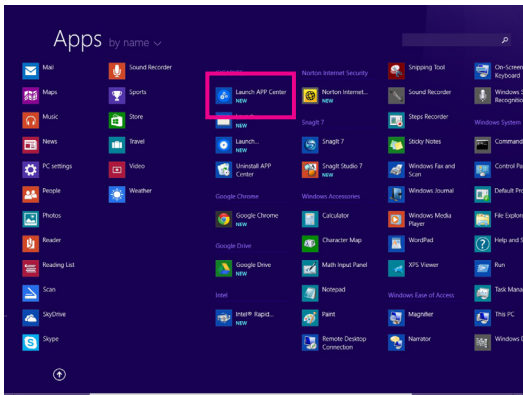 Apps by name
Mail
Maps
Music
News
PC settings
People
Photos
Reader
Reading List
Scan
SkyDrive
Skype
Sound Recorder
Sports
Store
Travel
Video
Weather
Launch APP Center
NEW
NEW
Launch...
NEW
Uninstall APP
Center
Google Chrome
Google Chrome
NEW
Google Drive
Google Drive
NEW
Intel
Intel® Rapid...
NEW
Norton Internet Security
Norton Internet...
NEW
SnagIt 7
SnagIt 7
NEW
SnagIt Studio 7
NEW
Windows Accessories
Calculator
Character Map
Math Input Panel
Notepad
Paint
Remote Desktop
Connection
Snipping Tool
Sound Recorder
Steps Recorder
Sticky Notes
Windows Fax and
Scan
Windows Journal
Windows Media
Player
WordPad
XPS Viewer
Windows Ease of Access
Magnifier
Narrator
On-Screen
Keyboard
Windows S
Recognitio
Windows System
Command
Control Pa
Default Pro
File Explor
Help and S
Run
Task Mana
This PC
Windows D